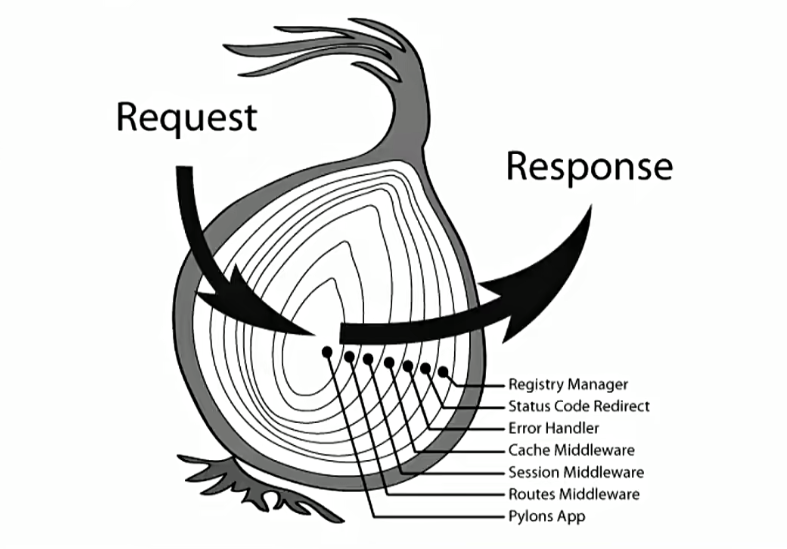 Request
Response
Registry Manager
Status Code Redirect
Error Handler
Cache Middleware
Session Middleware
Routes Middleware
Pylons App